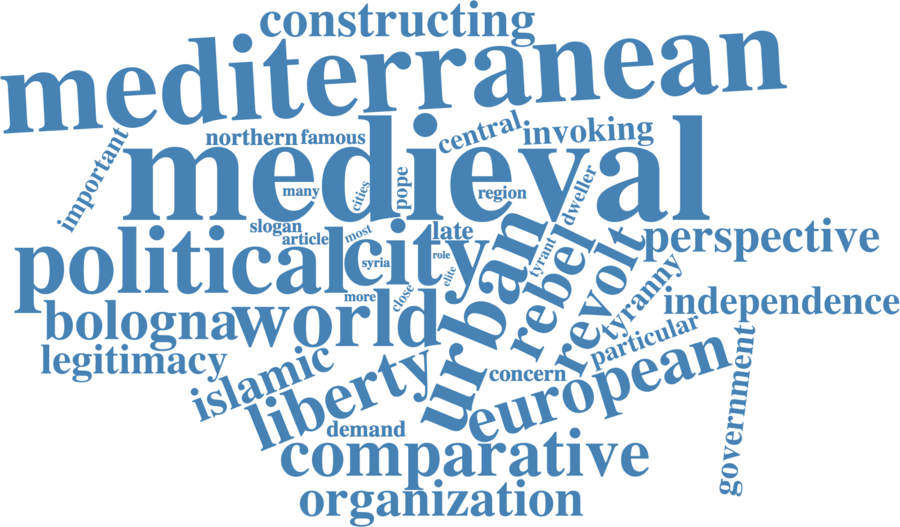 constructing
mediterranean
important
northern
famous
central
invoking
medieval
many
cities
pope
region
dweller
slogan
article
most
late
political
city
syria
role
elite
more
close
urban
tyrant
rebel
revolt
tyranny
perspective
bologna
world
independence
legitimacy
particular
islamic
liberty
concern
european
government
demand
comparative
organization